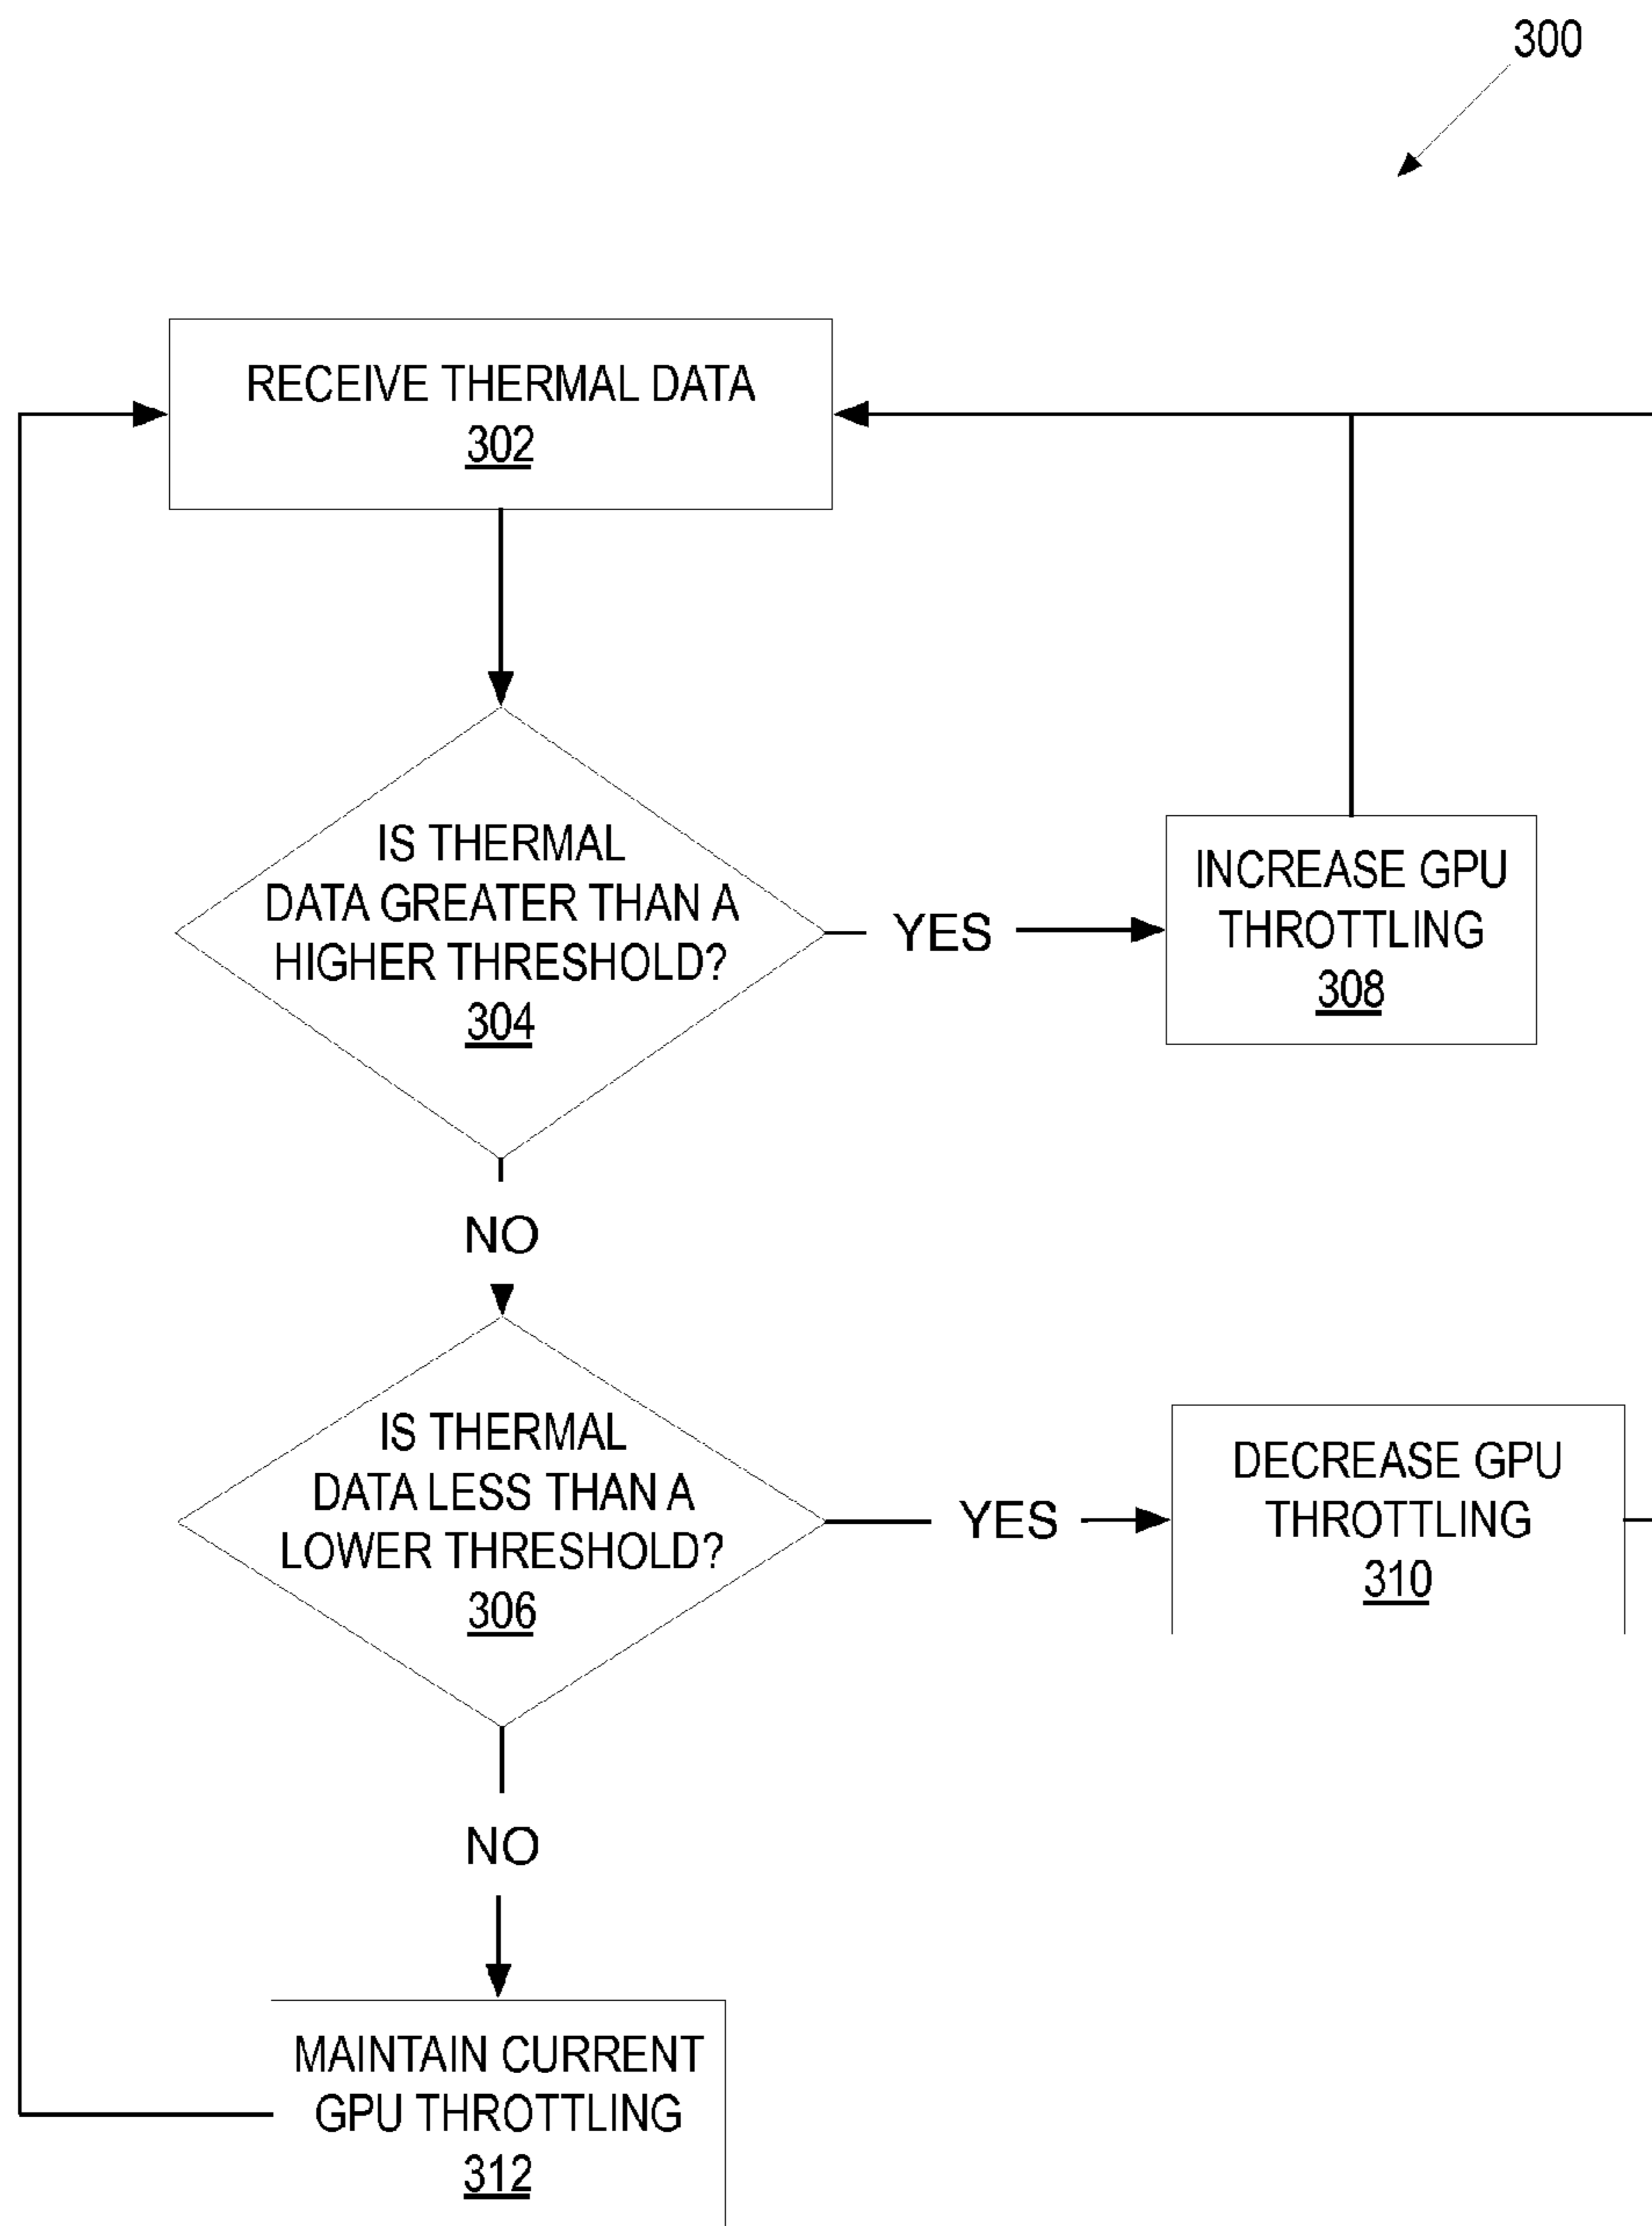 300
RECEIVE THERMAL DATA
302
IS THERMAL
DATA GREATER THAN A
HIGHER THRESHOLD?
304
YES
INCREASE GPU
THROTTLING
308
NO
IS THERMAL
DATA LESS THAN A
LOWER THRESHOLD?
306
YES
DECREASE GPU
THROTTLING
310
NO
MAINTAIN CURRENT
GPU THROTTLING
312